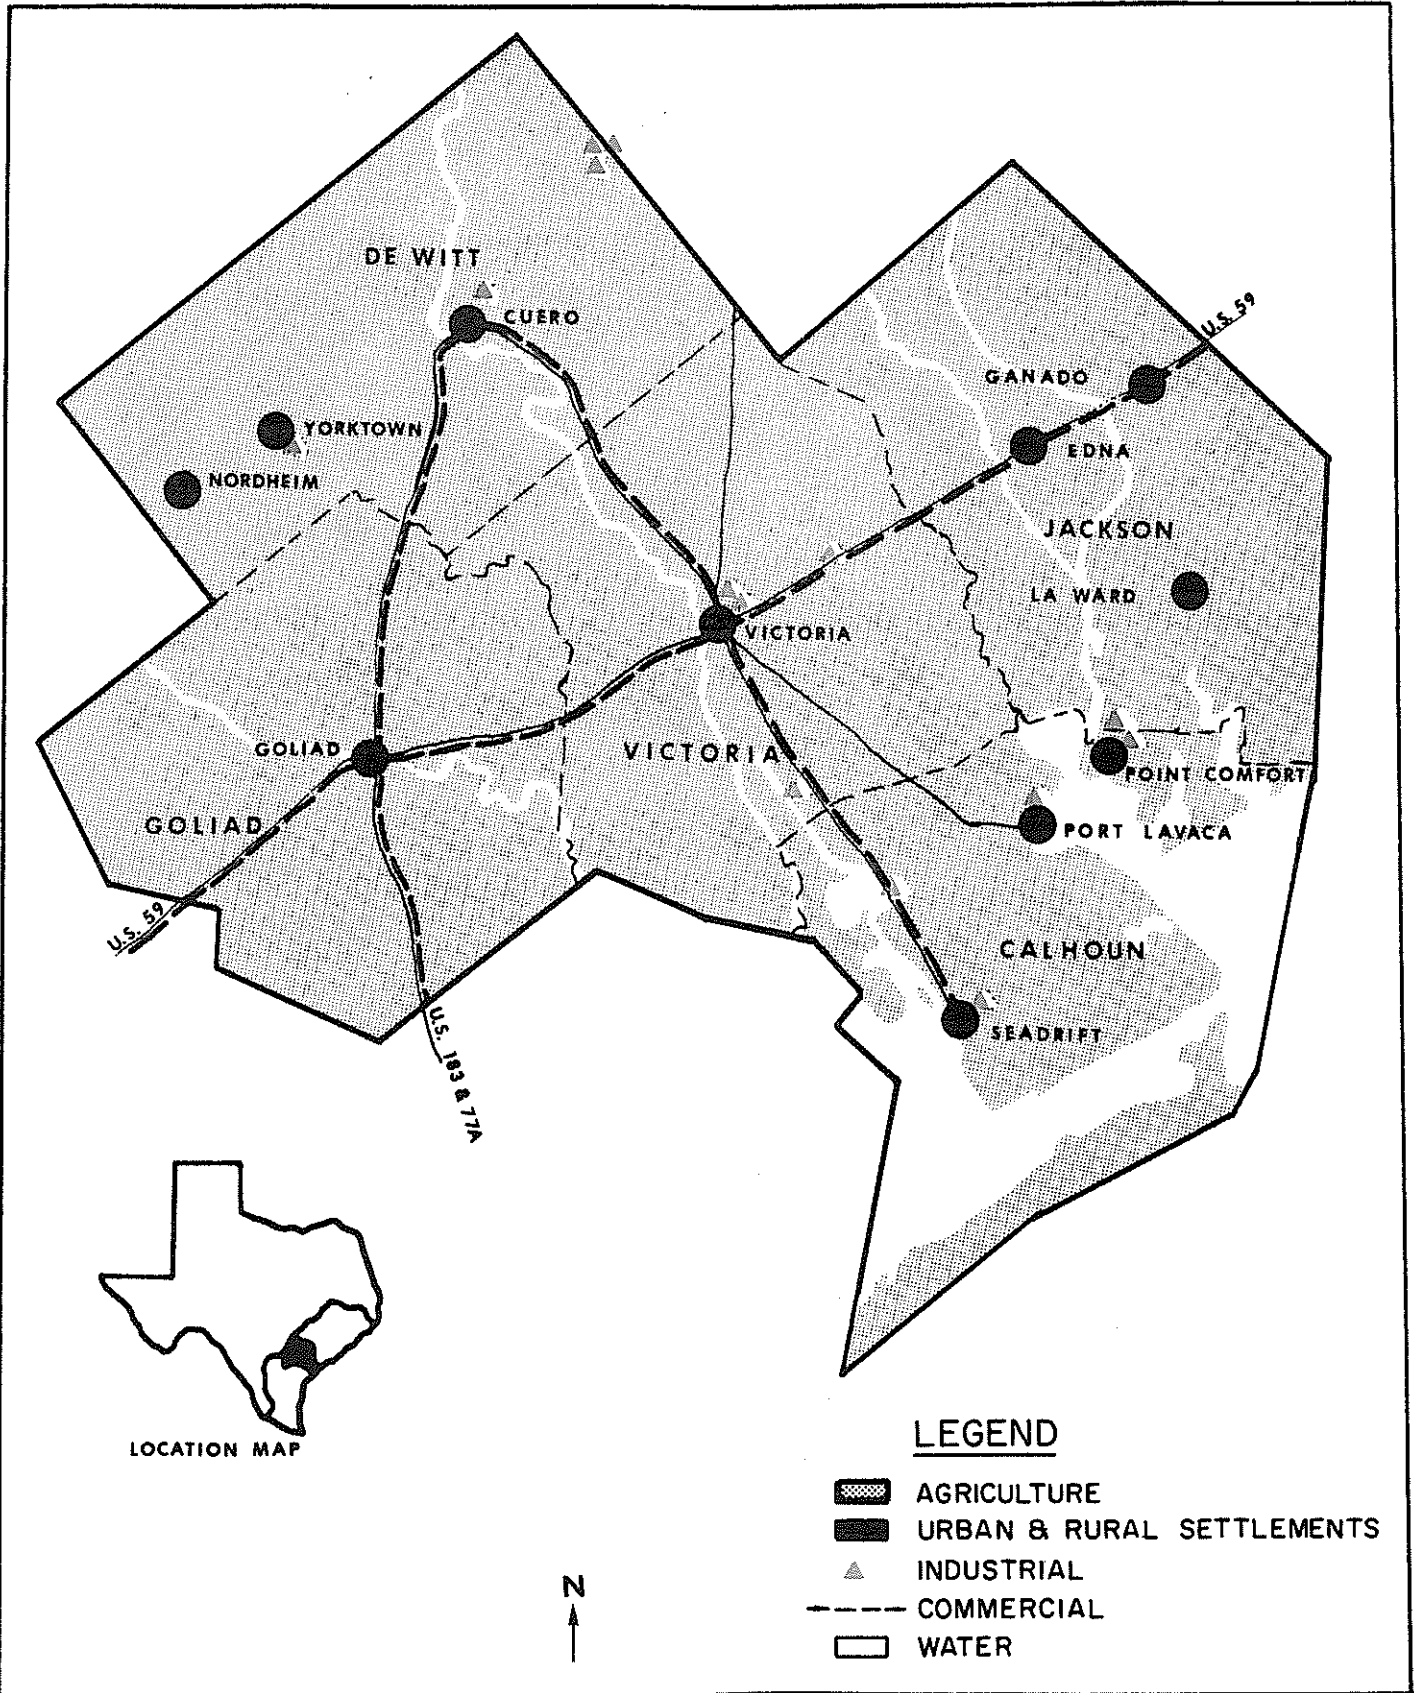 DE WITT
CUERO
U.S. 59
GANADO
YORKTOWN
EDNA
NORDHEIM
JACKSON
LA WARD
VICTORIA
GOLIAD
VICTORIA
POINT COMFORT
GOLIAD
PORT LAVACA
U.S. 59
CALHOUN
SEADRIFT
U.S. 183 & 77A
LOCATION MAP
LEGEND
AGRICULTURE
URBAN & RURAL SETTLEMENTS
INDUSTRIAL
COMMERCIAL
WATER
N